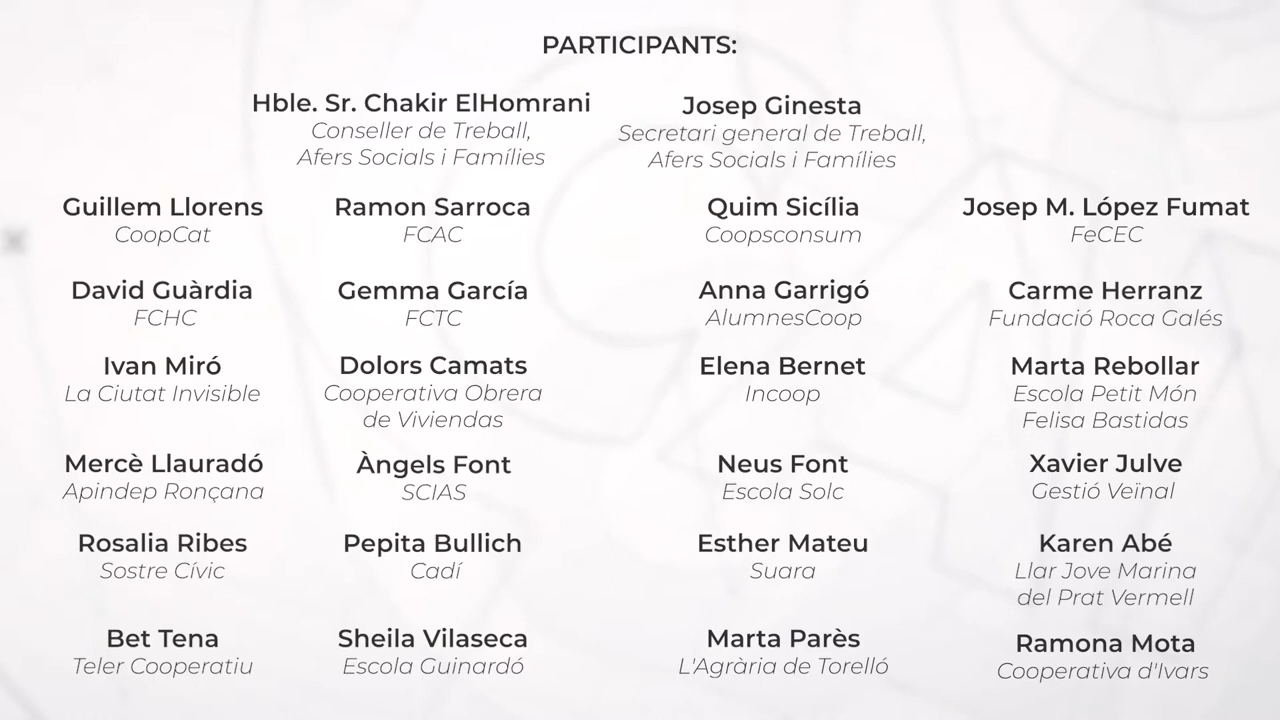 PARTICIPANTS:
Hble. Sr. Chakir ElHomrani
Conseller de Treball,
Afers Socials i Famílies
Josep Ginesta
Secretari general de Treball,
Afers Socials i Famílies
Guillem Llorens
CoopCat
Ramon Sarroca
FCAC
Quim Sicília
Coopsconsum
Josep M. López Fumat
FeCEC
David Guàrdia
FCHC
Gemma García
FCTC
Anna Garrigó
AlumnesCoop
Carme Herranz
Fundació Roca Galés
Ivan Miró
La Ciutat Invisible
Dolors Camats
Cooperativa Obrera
de Viviendas
Elena Bernet
Incoop
Marta Rebollar
Escola Petit Món
Felisa Bastidas
Mercè Llauradó
Apindep Ronçana
Àngels Font
SCIAS
Neus Font
Escola Solc
Xavier Julve
Gestió Veïnal
Rosalia Ribes
Sostre Cívic
Pepita Bullich
Cadí
Esther Mateu
Suara
Karen Abé
Llar Jove Marina
del Prat Vermell
Bet Tena
Teler Cooperatiu
Sheila Vilaseca
Escola Guinardó
Marta Parès
L'Agrària de Torelló
Ramona Mota
Cooperativa d'Ivars